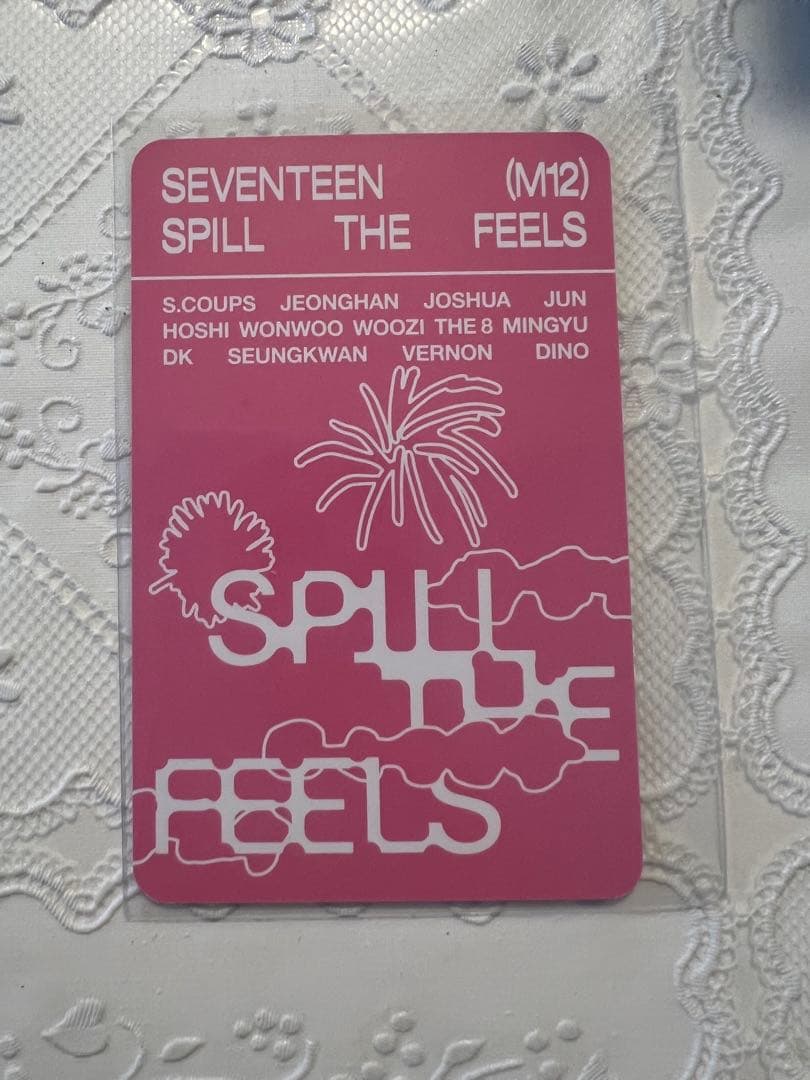 SEVENTEEN (M12)
SPILL THE FEELS
S.COUPS JEONGHAN JOSHUA JUN
HOSHI WONWOO WOOZI THE 8 MINGYU
DK SEUNGKWAN VERNON DINO
SPILL
THE
FEELS